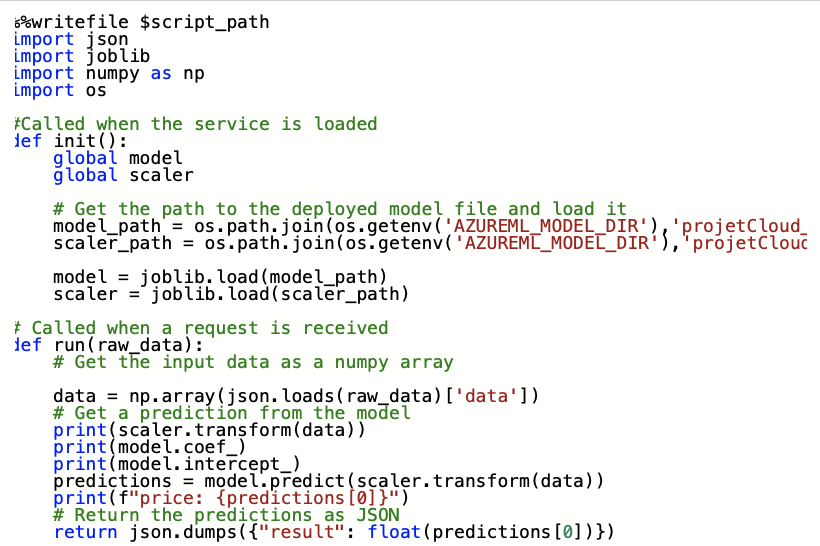 %%writefile $script_path
import json
import joblib
import numpy as np
import os

#Called when the service is loaded
def init():
    global model
    global scaler

    # Get the path to the deployed model file and load it
    model_path = os.path.join(os.getenv('AZUREML_MODEL_DIR'),'projetCloud_
    scaler_path = os.path.join(os.getenv('AZUREML_MODEL_DIR'),'projetCloud

    model = joblib.load(model_path)
    scaler = joblib.load(scaler_path)

# Called when a request is received
def run(raw_data):
    # Get the input data as a numpy array

    data = np.array(json.loads(raw_data)['data'])
    # Get a prediction from the model
    print(scaler.transform(data))
    print(model.coef_)
    print(model.intercept_)
    predictions = model.predict(scaler.transform(data))
    print(f"price: {predictions[0]}")
    # Return the predictions as JSON
    return json.dumps({"result": float(predictions[0])})